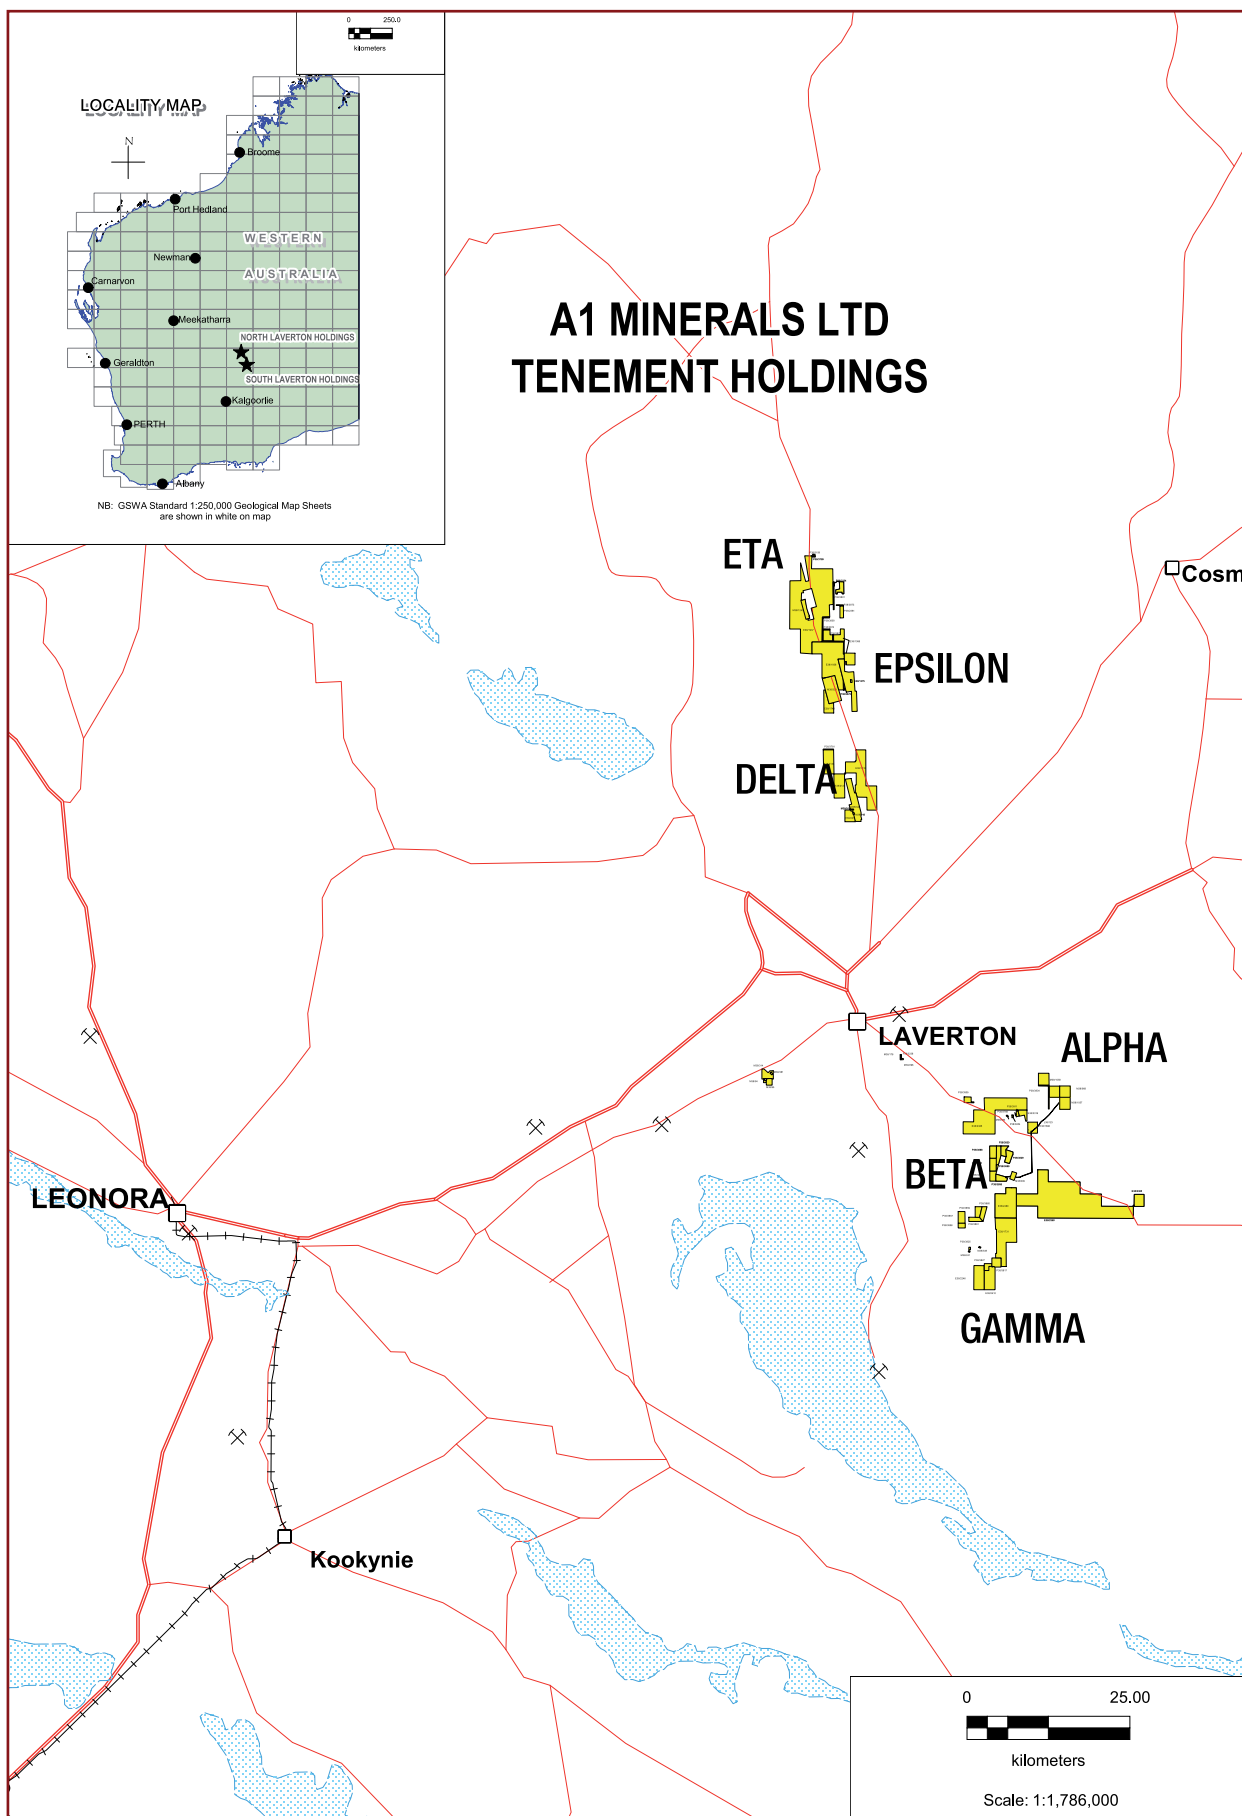 0 250.0
kilometers
LOCALITY MAP
N
Broome
Port Hedland
WESTERN
Newman
AUSTRALIA
Carnarvon
Meekatharra
NORTH LAVERTON HOLDINGS
Geraldton
SOUTH LAVERTON HOLDINGS
Kalgoorlie
PERTH
Albany
NB: GSWA Standard 1:250,000 Geological Map Sheets
are shown in white on map
A1 MINERALS LTD
TENEMENT HOLDINGS
ETA
Cosm
EPSILON
DELTA
LAVERTON
ALPHA
BETA
LEONORA
GAMMA
Kookynie
0 25.00
kilometers
Scale: 1:1,786,000